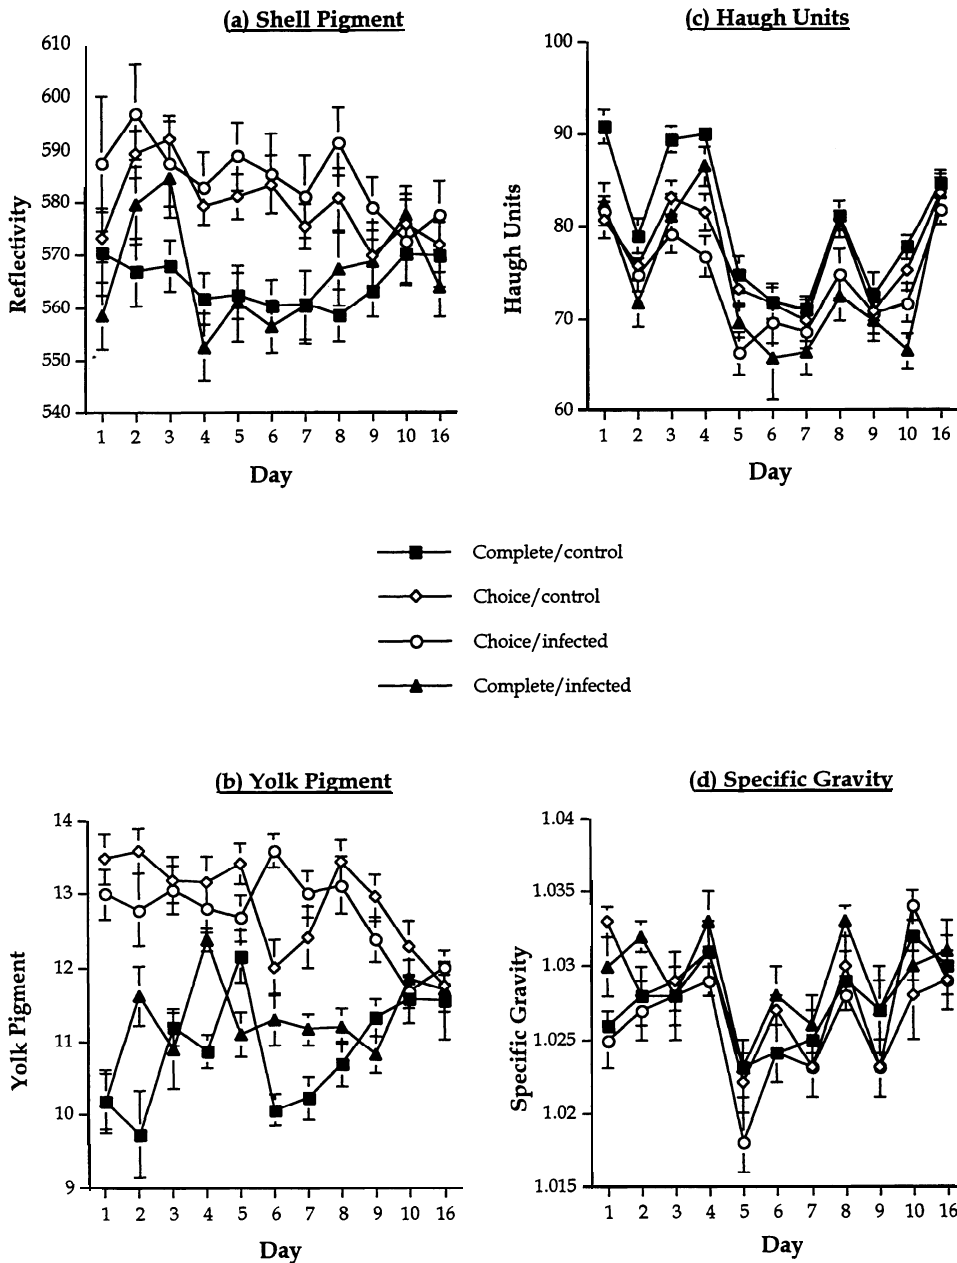 (a) Shell Pigment
610
600
590
580
570
560
550
540
Reflectivity
1 2 3 4 5 6 7 8 9 10 16
Day
(c) Haugh Units
100
90
80
70
60
Haugh Units
1 2 3 4 5 6 7 8 9 10 16
Day
Complete/control
Choice/control
Choice/infected
Complete/infected
(b) Yolk Pigment
14
13
12
11
10
9
Yolk Pigment
1 2 3 4 5 6 7 8 9 10 16
Day
(d) Specific Gravity
1.04
1.035
1.03
1.025
1.02
1.015
Specific Gravity
1 2 3 4 5 6 7 8 9 10 16
Day